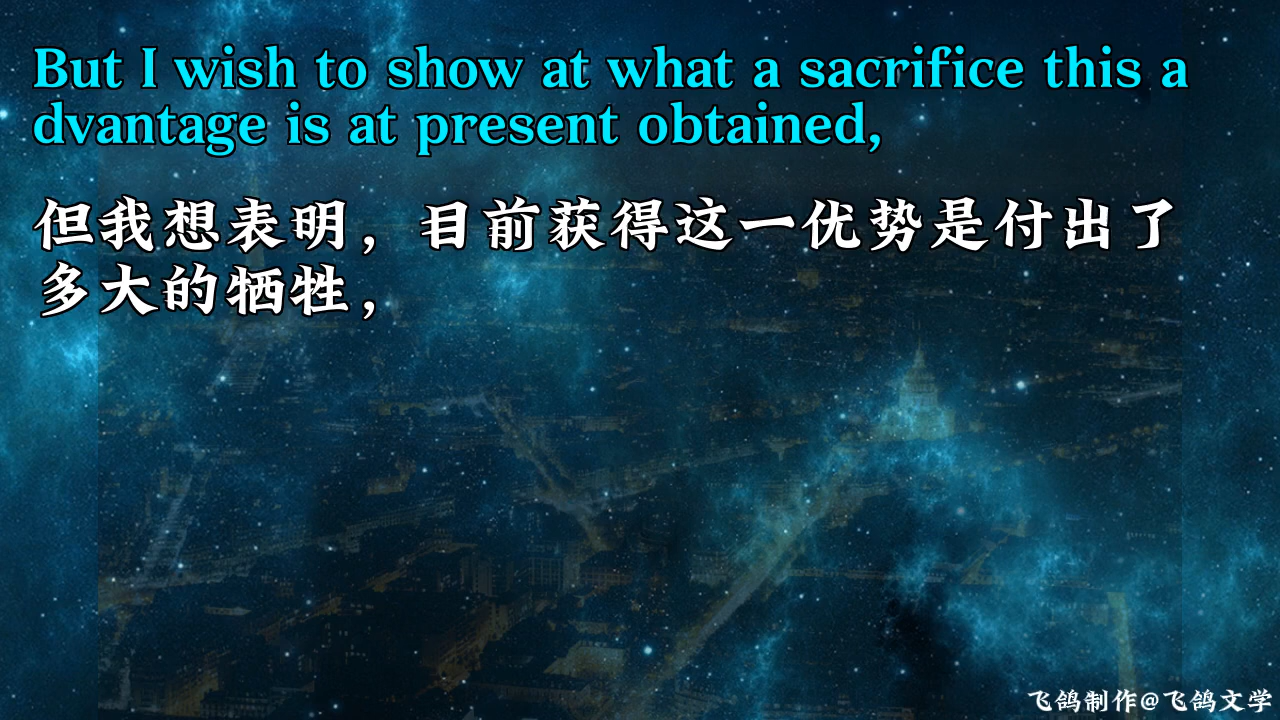 But I wish to show at what a sacrifice this a
dvantage is at present obtained,
但我想表明，目前获得这一优势是付出了
多大的牺牲，
飞鸽制作@飞鸽文学